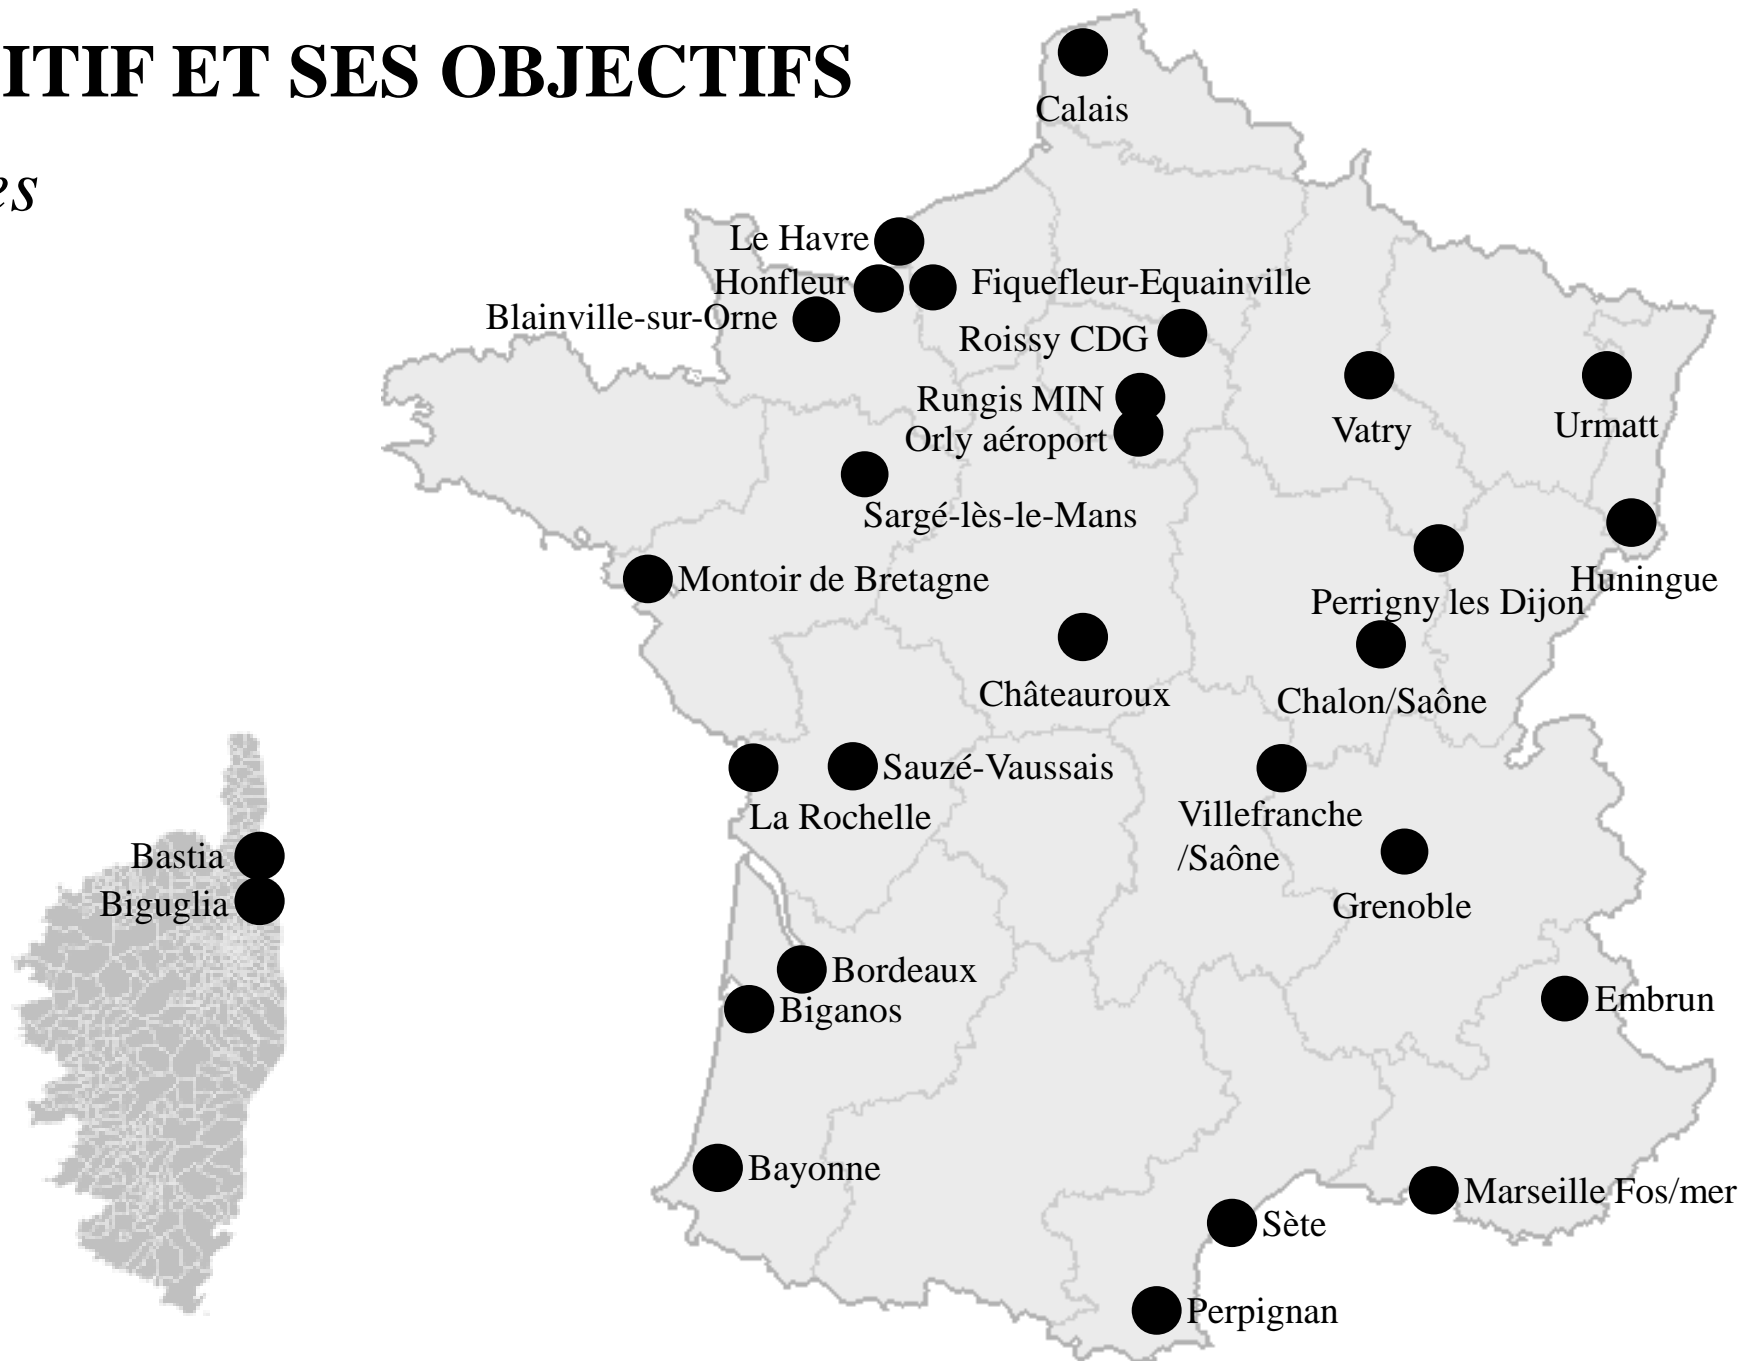 ITIF ET SES OBJECTIFS
es
Calais
Le Havre
Honfleur
Fiquefleur-Equainville
Blainville-sur-Orne
Roissy CDG
Rungis MIN
Orly aéroport
Vatry
Urmatt
Sargé-lès-le-Mans
Montoir de Bretagne
Huningue
Perrigny les Dijon
Châteauroux
Chalon/Saône
Sauzé-Vaussais
La Rochelle
Villefranche
/Saône
Bastia
Biguglia
Grenoble
Bordeaux
Biganos
Embrun
Bayonne
Marseille Fos/mer
Sète
Perpignan